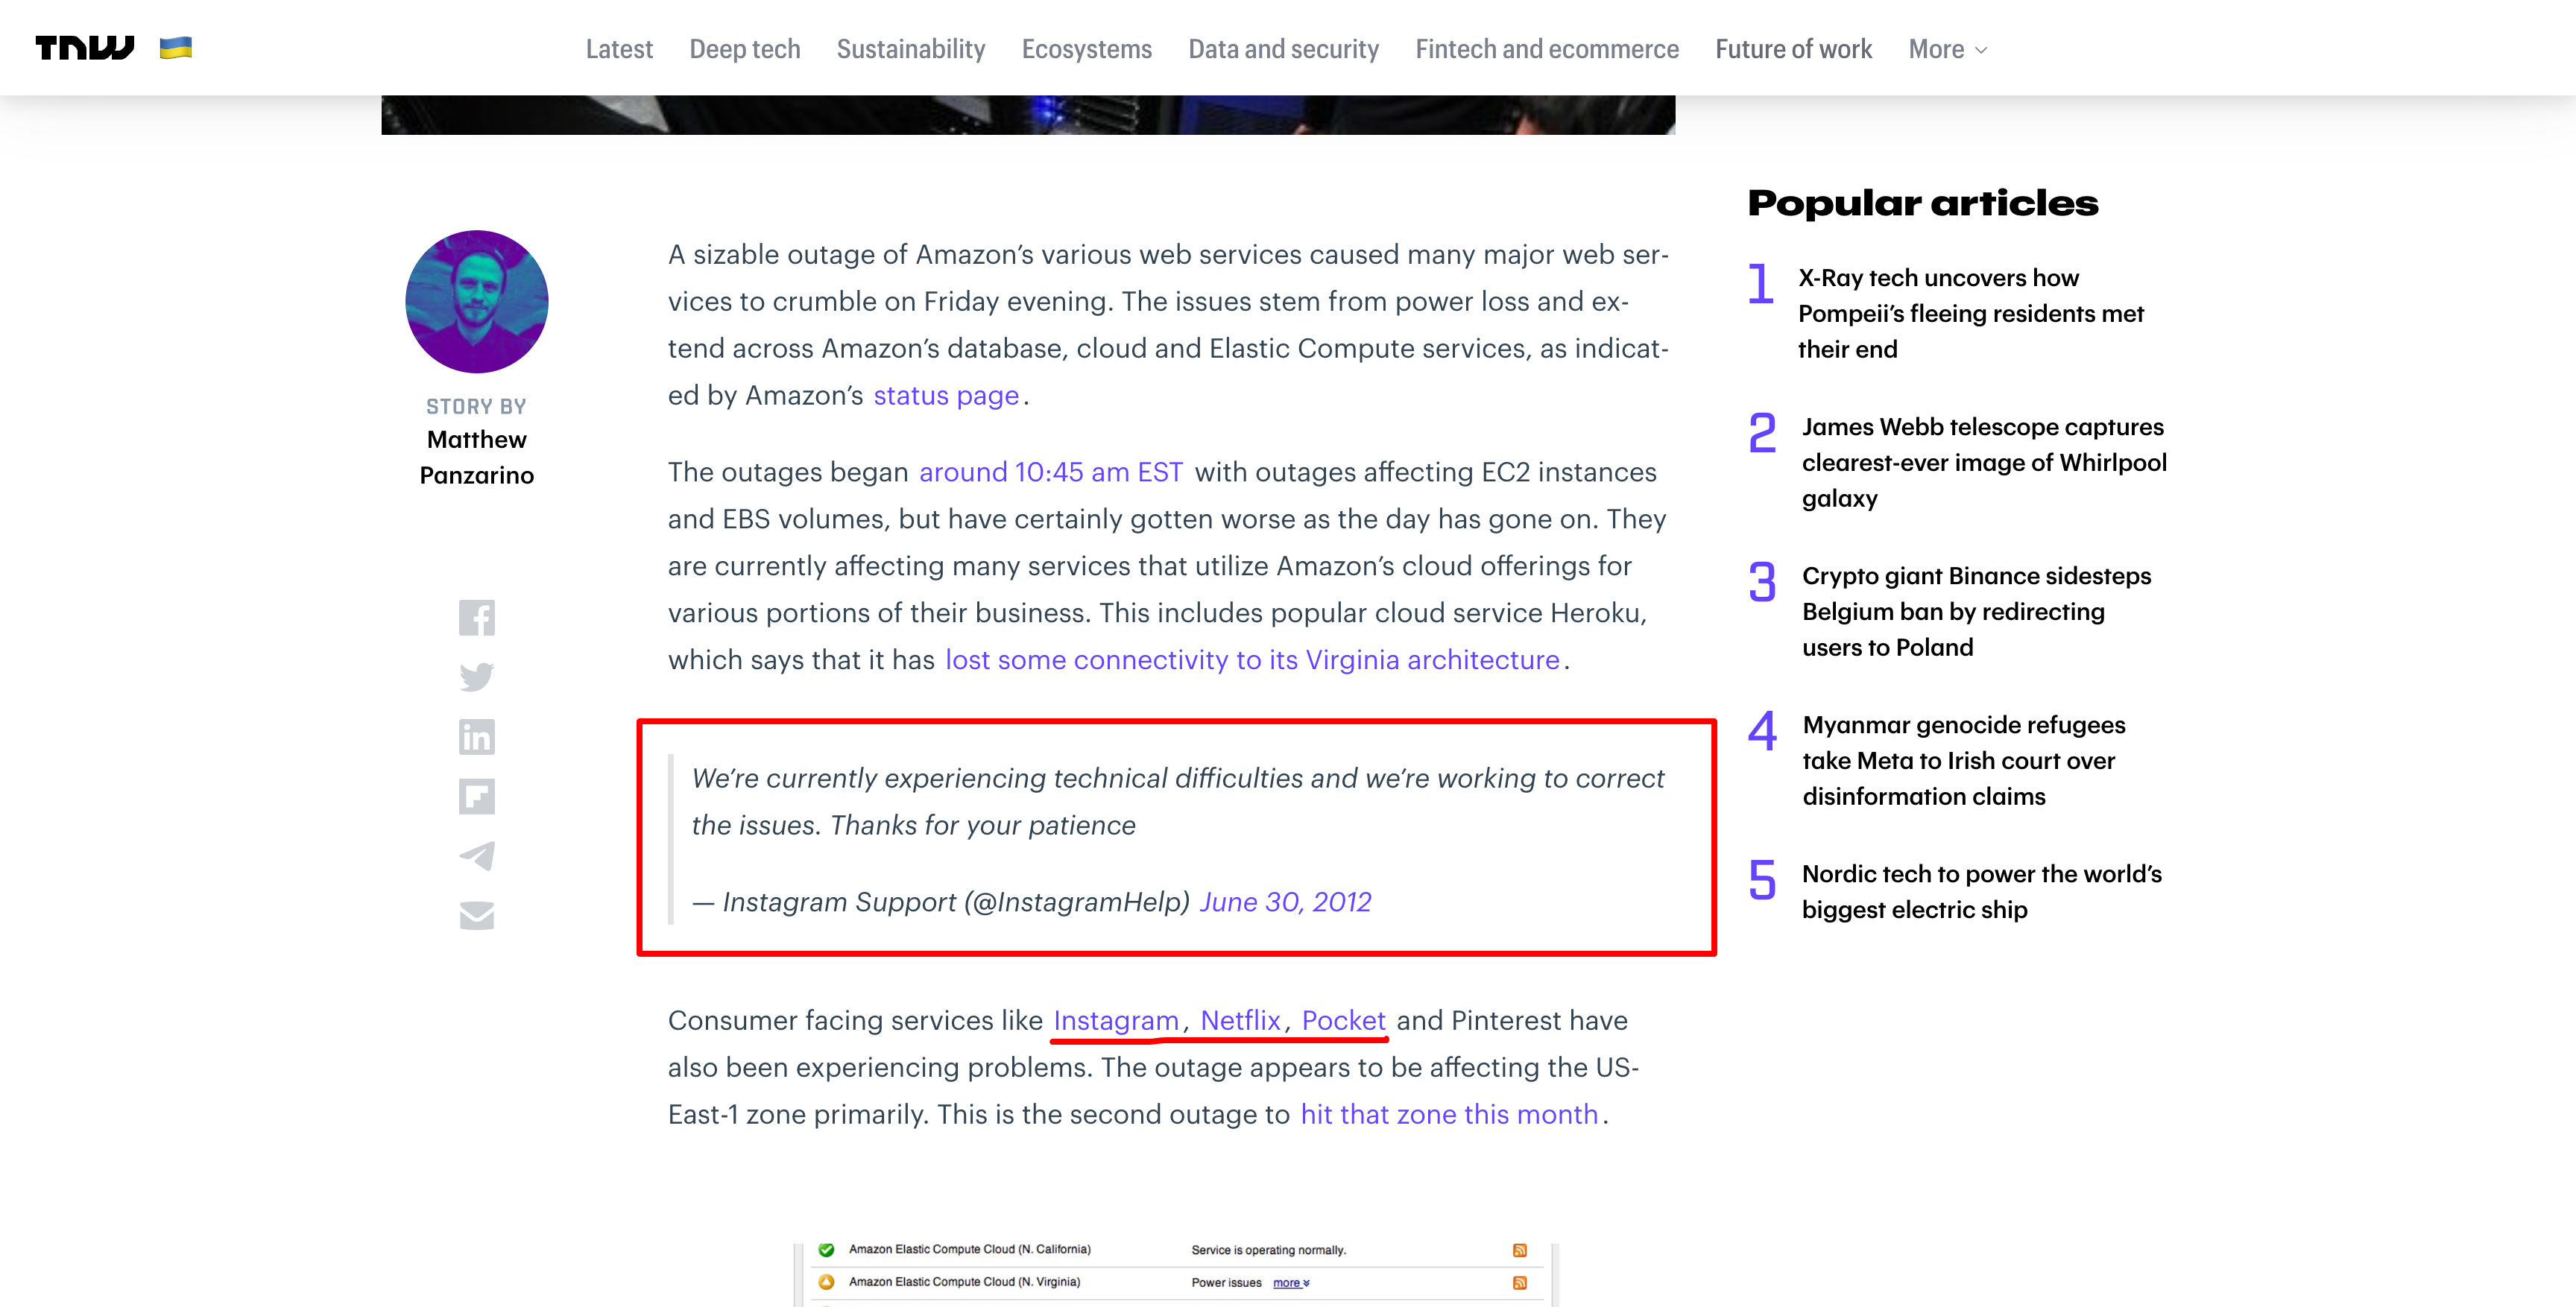 TNW
Latest Deep tech Sustainability Ecosystems Data and security Fintech and ecommerce Future of work More
STORY BY
Matthew
Panzarino
A sizable outage of Amazon’s various web services caused many major web ser-
vices to crumble on Friday evening. The issues stem from power loss and ex-
tend across Amazon’s database, cloud and Elastic Compute services, as indicat-
ed by Amazon’s status page.
The outages began around 10:45 am EST with outages affecting EC2 instances
and EBS volumes, but have certainly gotten worse as the day has gone on. They
are currently affecting many services that utilize Amazon’s cloud offerings for
various portions of their business. This includes popular cloud service Heroku,
which says that it has lost some connectivity to its Virginia architecture.
We’re currently experiencing technical difficulties and we’re working to correct
the issues. Thanks for your patience
— Instagram Support (@InstagramHelp) June 30, 2012
Consumer facing services like Instagram, Netflix, Pocket and Pinterest have
also been experiencing problems. The outage appears to be affecting the US-
East-1 zone primarily. This is the second outage to hit that zone this month.
Amazon Elastic Compute Cloud (N. California) Service is operating normally.
Amazon Elastic Compute Cloud (N. Virginia) Power issues more
Popular articles
1 X-Ray tech uncovers how
Pompeii’s fleeing residents met
their end
2 James Webb telescope captures
clearest-ever image of Whirlpool
galaxy
3 Crypto giant Binance sidesteps
Belgium ban by redirecting
users to Poland
4 Myanmar genocide refugees
take Meta to Irish court over
disinformation claims
5 Nordic tech to power the world’s
biggest electric ship